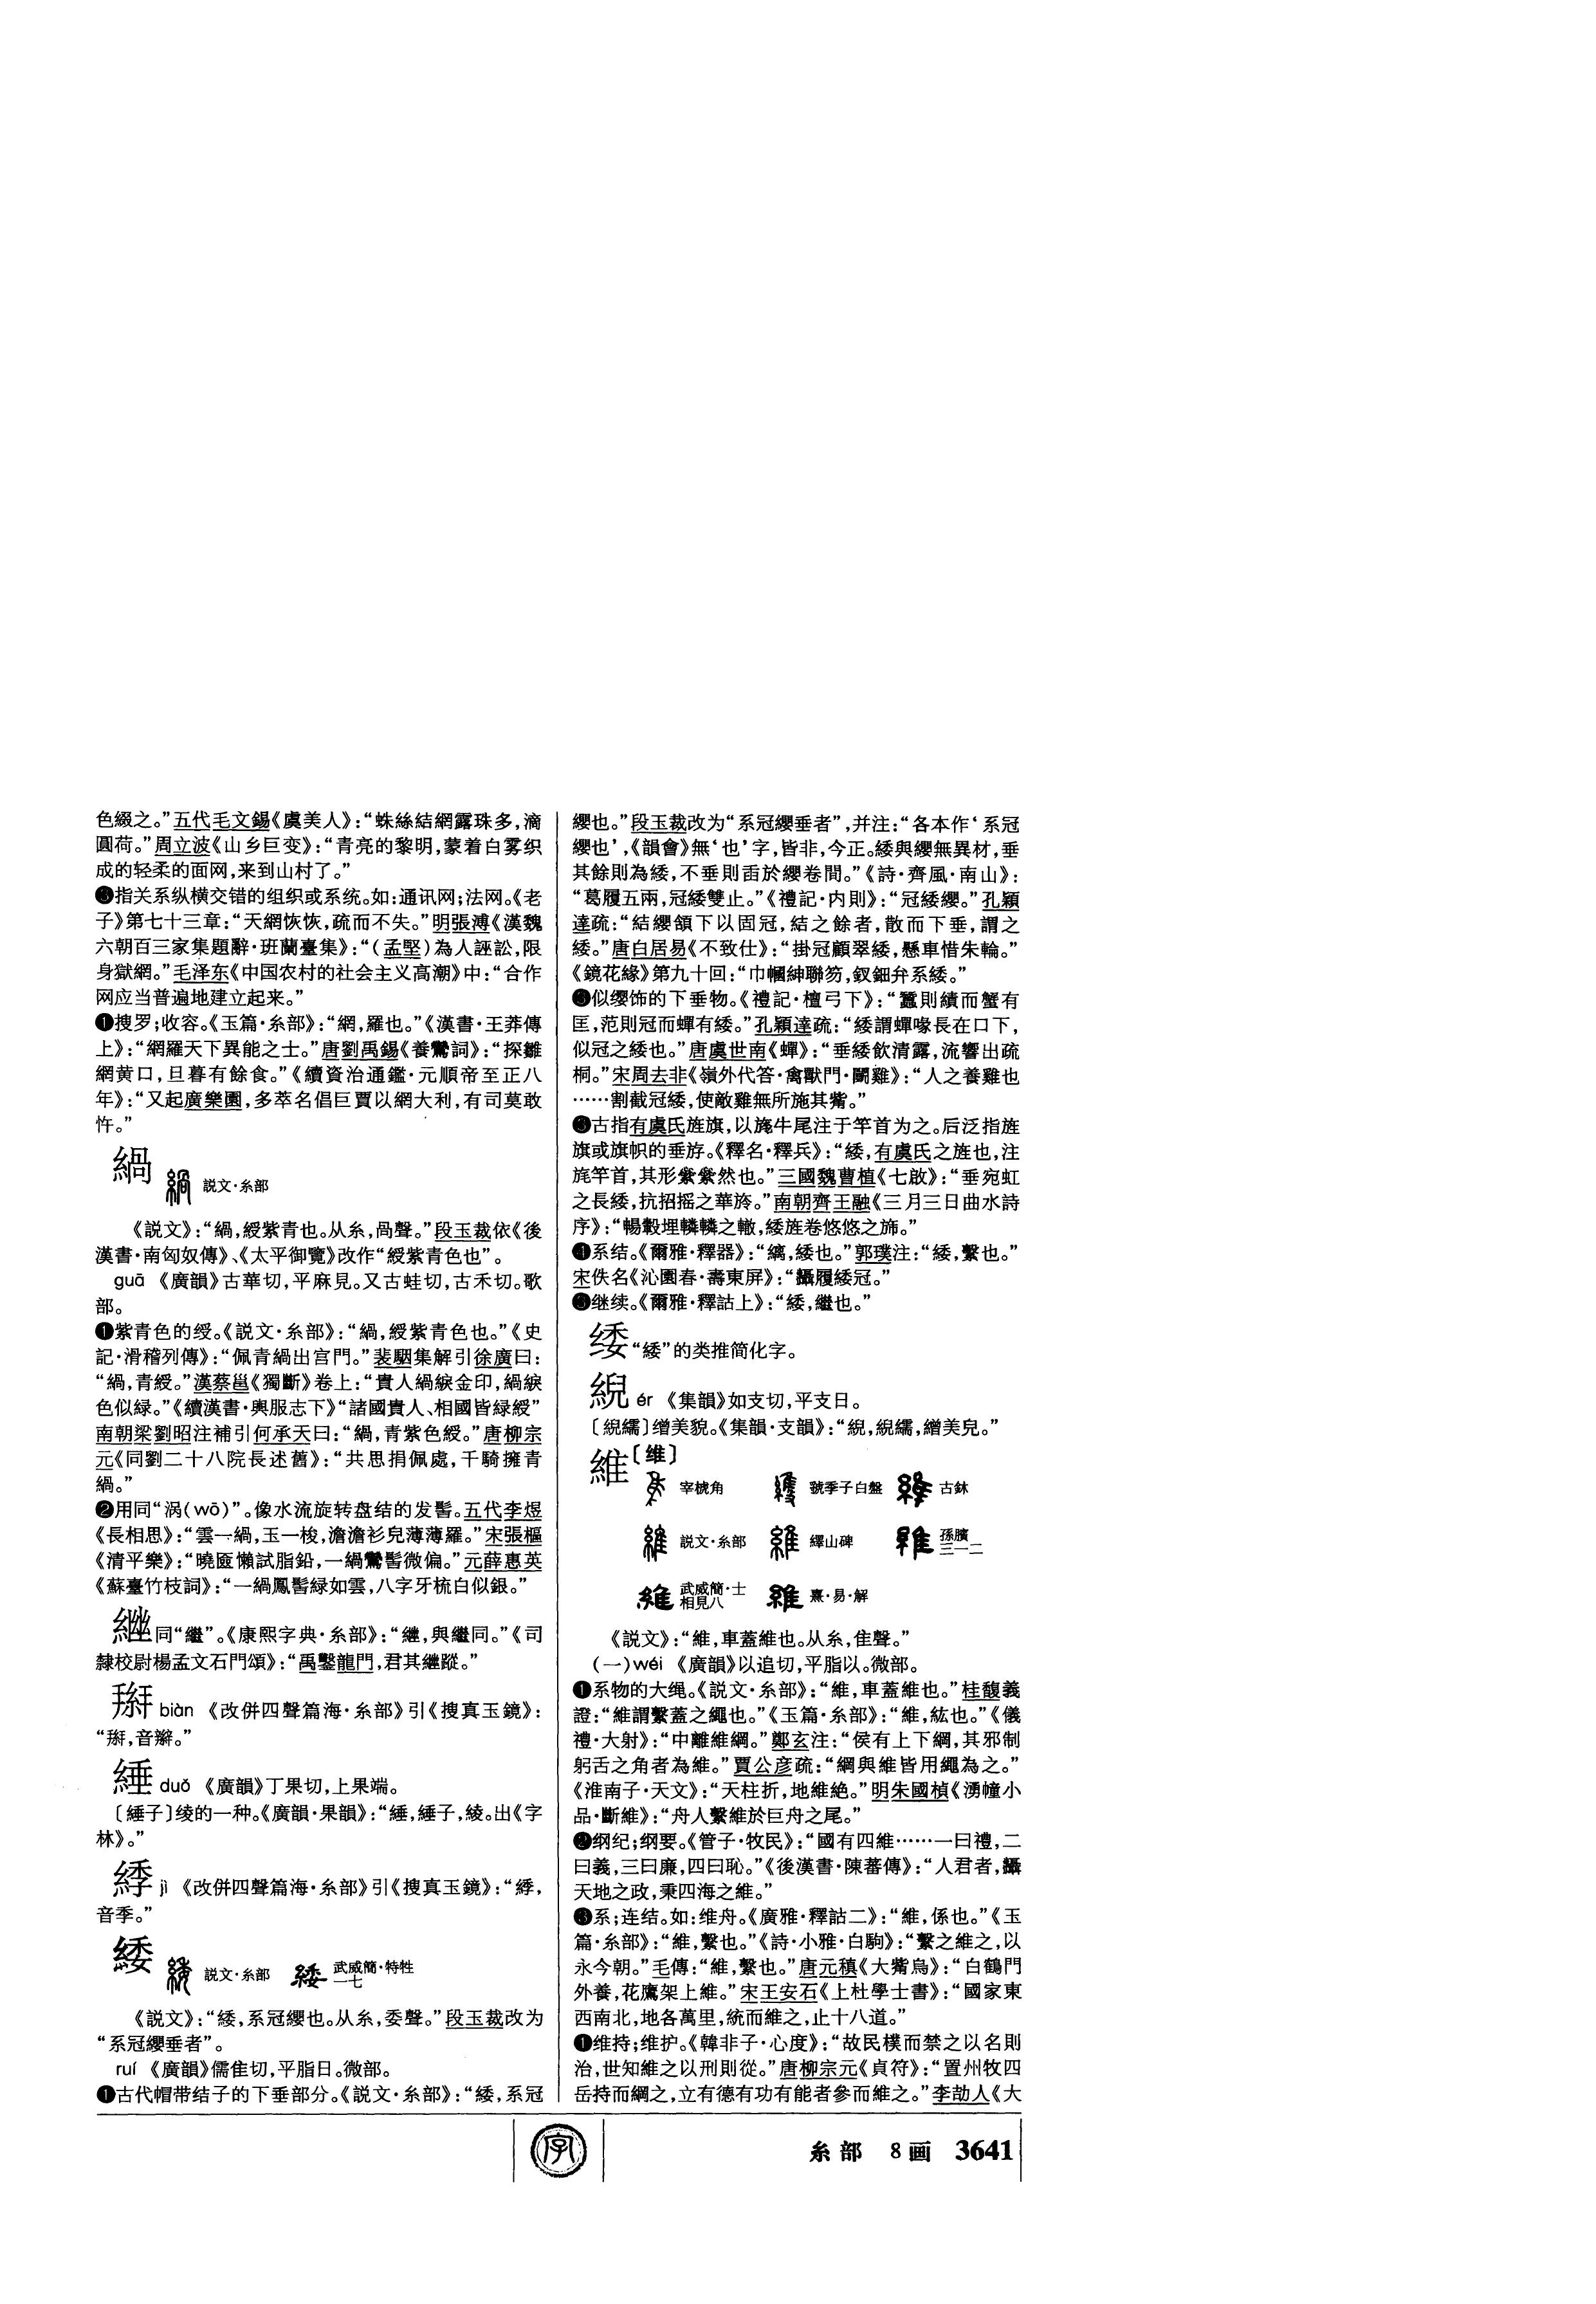 色綴之。”五代毛文錫《虞美人》：“蛛絲結網露珠多，滴
圓荷。”周立波《山乡巨变》：“青亮的黎明，蒙着白雾织
成的轻柔的面网，来到山村了。”
❸指关系纵横交错的组织或系统。如：通讯网；法网。《老
子》第七十三章：“天網恢恢，疏而不失。”明張溥《漢魏
六朝百三家集題辭·班蘭臺集》：“（孟堅）為人誣訟，限
身獄網。”毛泽东《中国农村的社会主义高潮》中：“合作
网应当普遍地建立起来。”
❹搜罗；收容。《玉篇·糸部》：“網，羅也。”《漢書·王莽傳
上》：“網羅天下異能之士。”唐劉禹錫《養鷙詞》：“探雛
網黄口，旦暮有餘食。”《續資治通鑑·元順帝至正八
年》：“又起廣樂園，多萃名倡巨賈以網大利，有司莫敢
忤。”
緺 説文·糸部
《説文》：“緺，綬紫青也。从糸，咼聲。”段玉裁依《後
漢書·南匈奴傳》、《太平御覽》改作“綬紫青色也”。
guā 《廣韻》古華切，平麻見。又古蛙切，古禾切。歌
部。
❶紫青色的绶。《説文·糸部》：“緺，綬紫青色也。”《史
記·滑稽列傳》：“佩青緺出宫門。”裴駰集解引徐廣曰：
“緺，青綬。”漢蔡邕《獨斷》卷上：“貴人緺綟金印，緺綟
色似緑。”《續漢書·輿服志下》“諸國貴人、相國皆緑綬”
南朝梁劉昭注補引何承天曰：“緺，青紫色綬。”唐柳宗
元《同劉二十八院長述舊》：“共思捐佩處，千騎擁青
緺。”
❷用同“涡（wō）”。像水流旋转盘结的发髻。五代李煜
《長相思》：“雲一緺，玉一梭，澹澹衫兒薄薄羅。”宋張樞
《清平樂》：“曉匳懶試脂鉛，一緺鸞髻微偏。”元薛惠英
《蘇臺竹枝詞》：“一緺鳳髻緑如雲，八字牙梳白似銀。”
同“繼”。《康熙字典·糸部》：“，與繼同。”《司
隸校尉楊孟文石門頌》：“禹鑿龍門，君其蹤。”
biàn 《改併四聲篇海·糸部》引《搜真玉鏡》：
“，音辮。”
綞 duǒ 《廣韻》丁果切，上果端。
〔綞子〕绫的一种。《廣韻·果韻》：“綞，綞子，綾。出《字
林》。”
jì 《改併四聲篇海·糸部》引《搜真玉鏡》：“，
音季。”
緌 説文·糸部 武威簡·特牲一七
《説文》：“緌，系冠纓也。从糸，委聲。”段玉裁改为
“系冠纓垂者”。
ruí 《廣韻》儒隹切，平脂日。微部。
❶古代帽带结子的下垂部分。《説文·糸部》：“緌，系冠
纓也。”段玉裁改为“系冠纓垂者”，并注：“各本作‘系冠
纓也’，《韻會》無‘也’字，皆非，今正。緌與纓無異材，垂
其餘則為緌，不垂則臿於纓卷間。”《詩·齊風·南山》：
“葛屨五兩，冠緌雙止。”《禮記·内則》：“冠緌纓。”孔穎
達疏：“結纓頷下以固冠，結之餘者，散而下垂，謂之
緌。”唐白居易《不致仕》：“掛冠顧翠緌，懸車惜朱輪。”
《鏡花緣》第九十回：“巾幗紳聯笏，釵鈿弁系緌。”
❷似缨饰的下垂物。《禮記·檀弓下》：“蠶則績而蟹有
匡，范則冠而蟬有緌。”孔穎達疏：“緌謂蟬喙長在口下，
似冠之緌也。”唐虞世南《蟬》：“垂緌飲清露，流響出疏
桐。”宋周去非《嶺外代答·禽獸門·鬭雞》：“人之養雞也
……割截冠緌，使敵雞無所施其觜。”
❸古指有虞氏旌旗，以旄牛尾注于竿首为之。后泛指旌
旗或旗帜的垂斿。《釋名·釋兵》：“緌，有虞氏之旌也，注
旄竿首，其形紫紫然也。”三國魏曹植《七啟》：“垂宛虹
之長緌，抗招摇之華旍。”南朝齊王融《三月三日曲水詩
序》：“暢轂埋轔轔之轍，緌旌卷悠悠之斾。”
❹系结。《爾雅·釋器》：“縭，緌也。”郭璞注：“緌，繫也。”
宋佚名《沁園春·壽東屏》：“攝履緌冠。”
❺继续。《爾雅·釋詁上》：“緌，繼也。”
“緌”的类推简化字。
ér 《集韻》如支切，平支日。
〔繻〕缯美貌。《集韻·支韻》：“，繻，繒美皃。”
維〔维〕
宰椃角 虢季子白盤 古鉥
説文·糸部 繹山碑 孫臏三一二
武威簡·士相見八 熹·易·解
《説文》：“維，車蓋維也。从糸，隹聲。”
（一）wéi 《廣韻》以追切，平脂以。微部。
❶系物的大绳。《説文·糸部》：“維，車蓋維也。”桂馥義
證：“維謂繫蓋之繩也。”《玉篇·糸部》：“維，紘也。”《儀
禮·大射》：“中離維綱。”鄭玄注：“侯有上下綱，其邪制
躬舌之角者為維。”賈公彦疏：“綱與維皆用繩為之。”
《淮南子·天文》：“天柱折，地維絶。”明朱國楨《湧幢小
品·斷維》：“舟人繫維於巨舟之尾。”
❷纲纪；纲要。《管子·牧民》：“國有四維……一曰禮，二
曰義，三曰廉，四曰恥。”《後漢書·陳蕃傳》：“人君者，攝
天地之政，秉四海之維。”
❸系；连结。如：维舟。《廣雅·釋詁二》：“維，係也。”《玉
篇·糸部》：“維，繫也。”《詩·小雅·白駒》：“繫之維之，以
永今朝。”毛傳：“維，繫也。”唐元稹《大觜烏》：“白鶴門
外養，花鷹架上維。”宋王安石《上杜學士書》：“國家東
西南北，地各萬里，統而維之，止十八道。”
❹维持；维护。《韓非子·心度》：“故民樸而禁之以名則
治，世知維之以刑則從。”唐柳宗元《貞符》：“置州牧四
岳持而綱之，立有德有功有能者參而維之。”李劼人《大
字
糸部 8画 3641